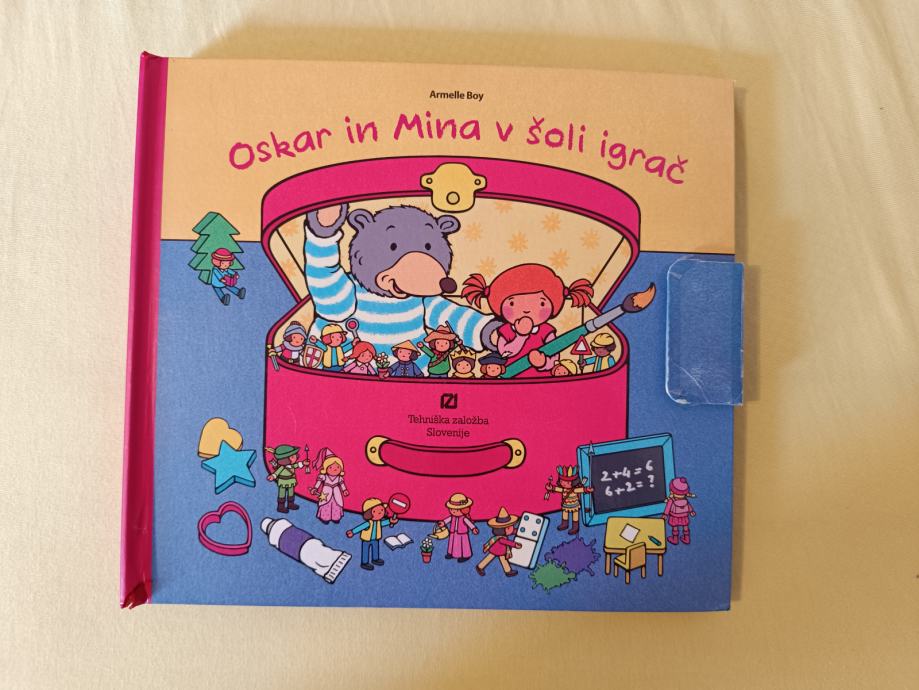 Armelle Boy
Oskar in Mina v šoli igrač
Tehniška založba
Slovenije
2+4=6
6+2=?